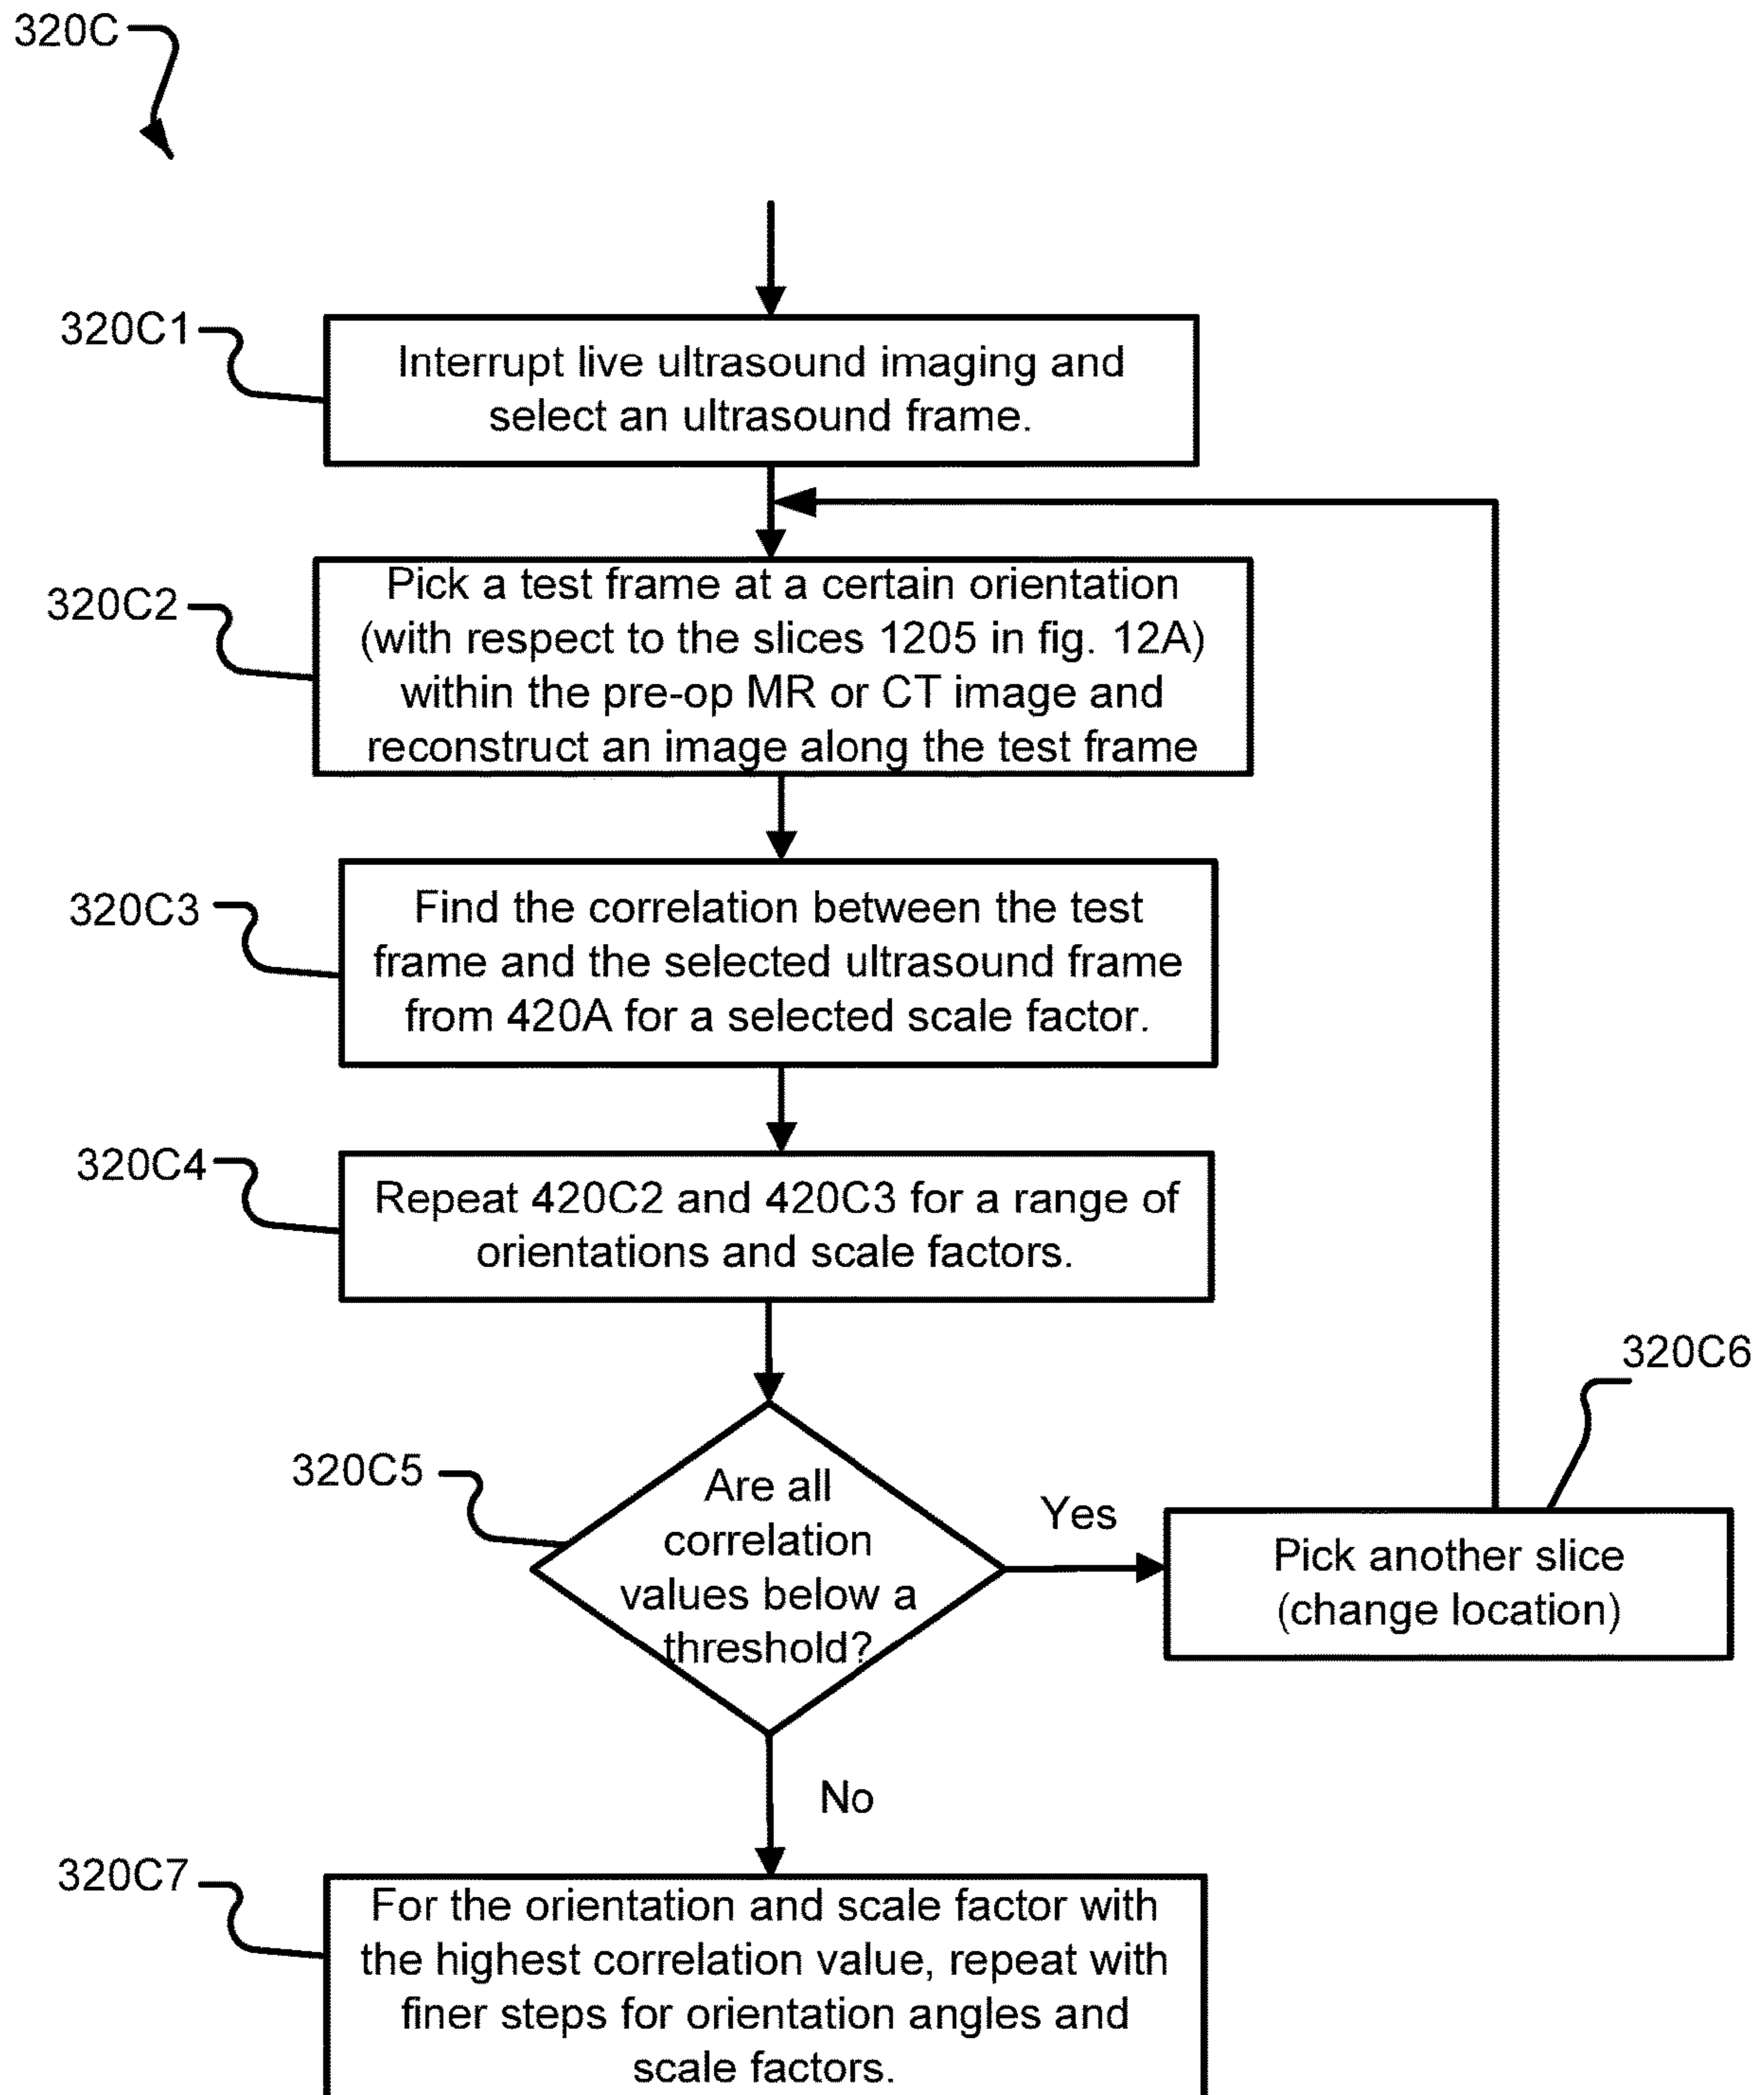 320C
320C1
Interrupt live ultrasound imaging and
select an ultrasound frame.
320C2
Pick a test frame at a certain orientation
(with respect to the slices 1205 in fig. 12A)
within the pre-op MR or CT image and
reconstruct an image along the test frame
320C3
Find the correlation between the test
frame and the selected ultrasound frame
from 420A for a selected scale factor.
320C4
Repeat 420C2 and 420C3 for a range of
orientations and scale factors.
320C5
Are all
correlation
values below a
threshold?
Yes
320C6
Pick another slice
(change location)
No
320C7
For the orientation and scale factor with
the highest correlation value, repeat with
finer steps for orientation angles and
scale factors.